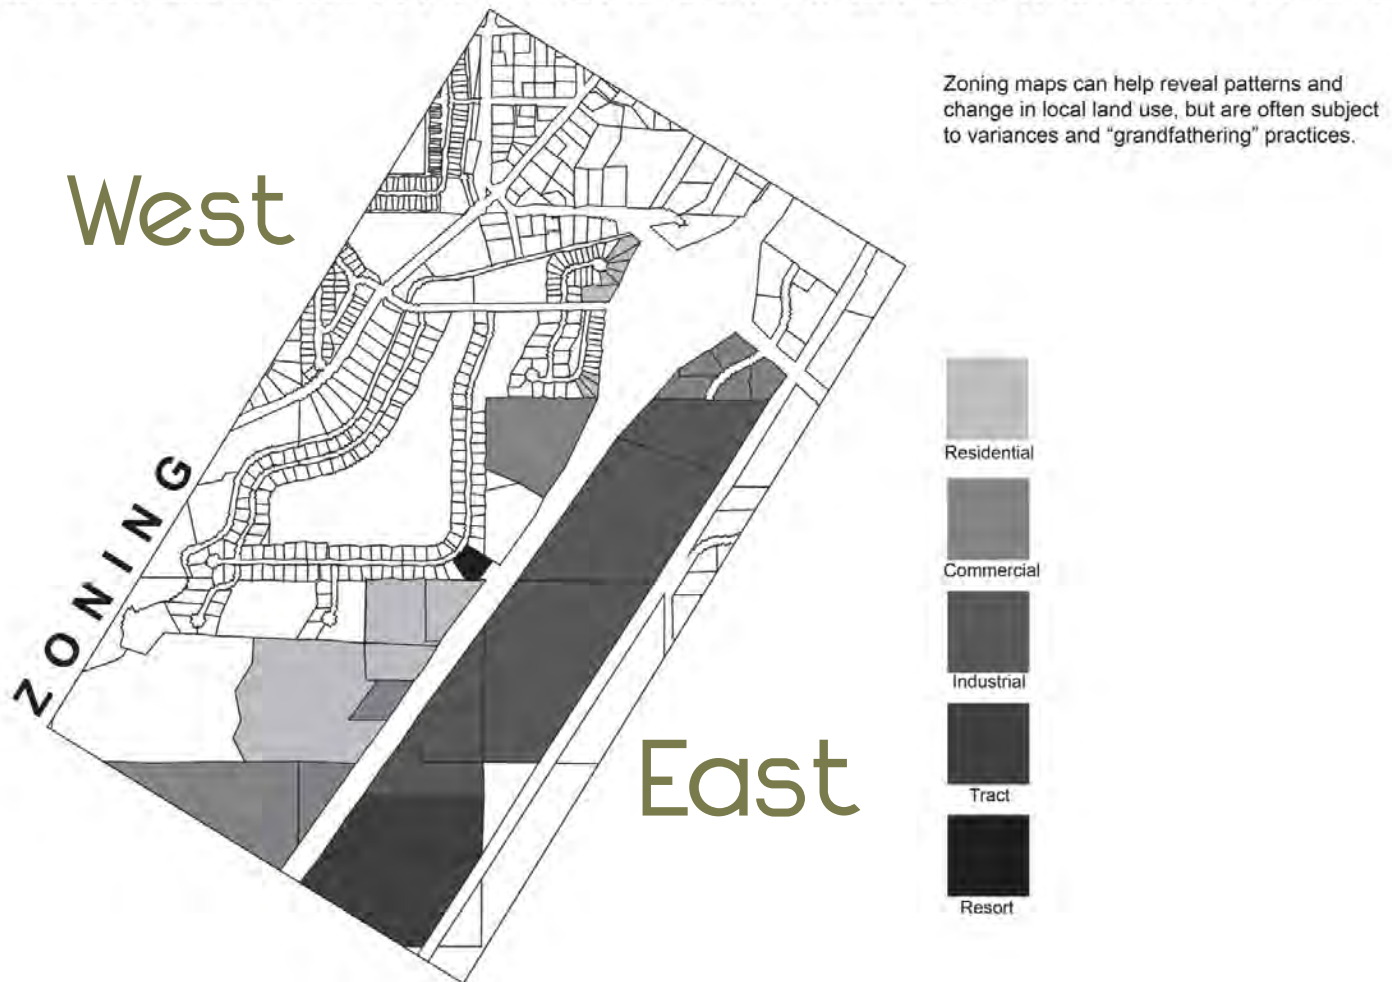 Zoning maps can help reveal patterns and
change in local land use, but are often subject
to variances and “grandfathering” practices.
West
ZONING
East
Residential
Commercial
Industrial
Tract
Resort